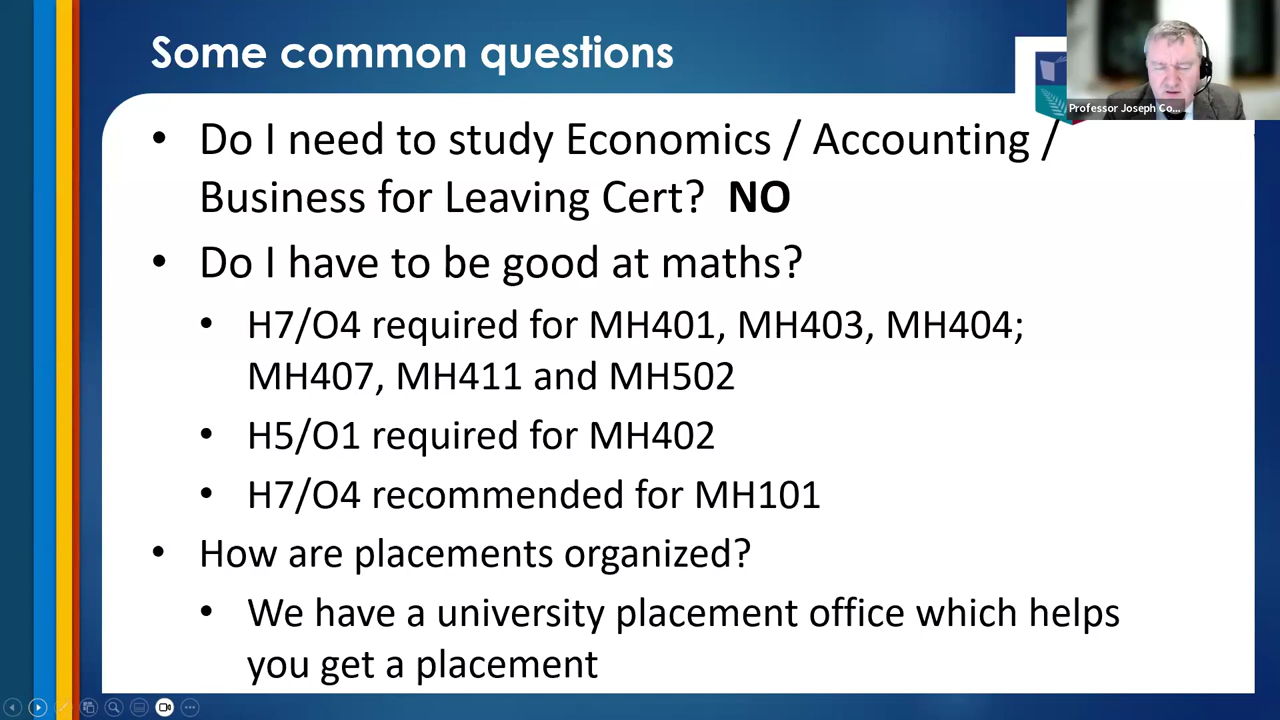 Some common questions
Professor Joseph Co...
• Do I need to study Economics / Accounting /
Business for Leaving Cert? NO
• Do I have to be good at maths?
• H7/O4 required for MH401, MH403, MH404;
MH407, MH411 and MH502
• H5/O1 required for MH402
• H7/O4 recommended for MH101
• How are placements organized?
• We have a university placement office which helps
you get a placement